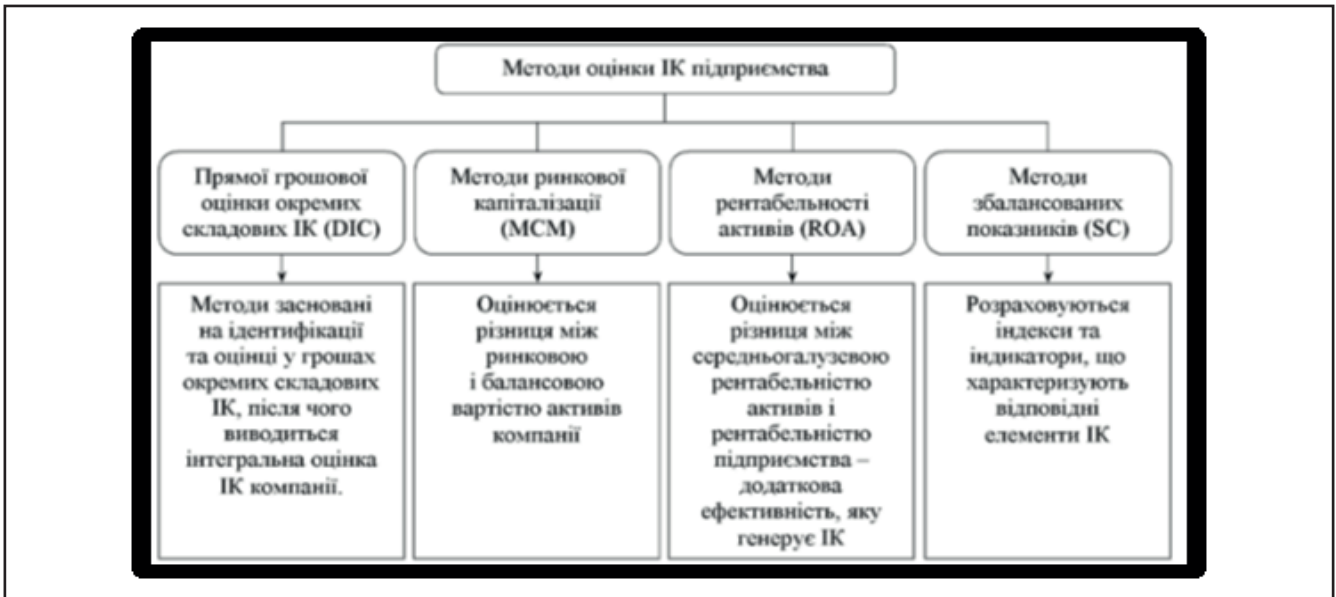 Методи оцінки ІК підприємства
Прямої грошової
оцінки окремих
складових ІК (DIC)
Методи ринкової
капіталізації
(MCM)
Методи
рентабельності
активів (ROA)
Методи
збалансованих
показників (SC)
Методи засновані
на ідентифікації
та оцінці у грошах
окремих складових
ІК, після чого
виводиться
інтегральна оцінка
ІК компанії.
Оцінюється
різниця між
ринковою
і балансовою
вартістю активів
компанії
Оцінюється
різниця між
середньогалузевою
рентабельністю
активів і
рентабельністю
підприємства –
додаткова
ефективність, яку
генерує ІК
Розраховуються
індекси та
індикатори, що
характеризують
відповідні
елементи ІК